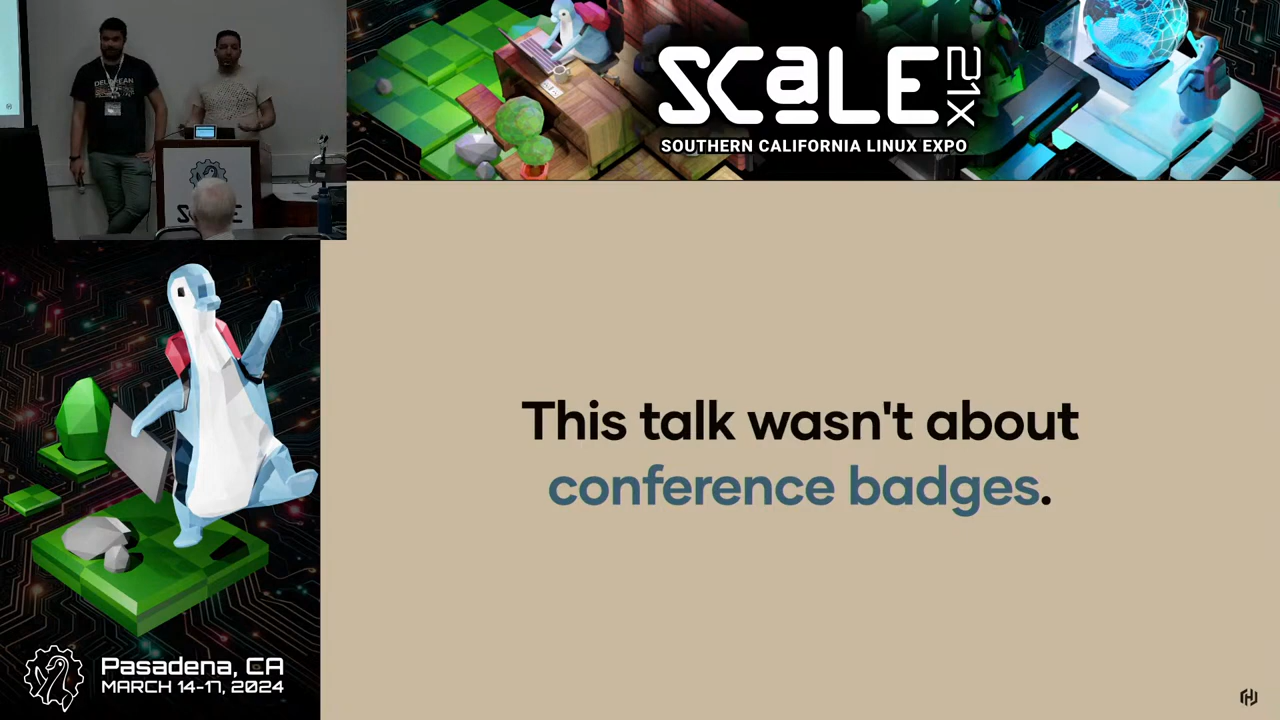 SCALE 21X
SOUTHERN CALIFORNIA LINUX EXPO
This talk wasn't about
conference badges.
Pasadena, CA
MARCH 14-17, 2024